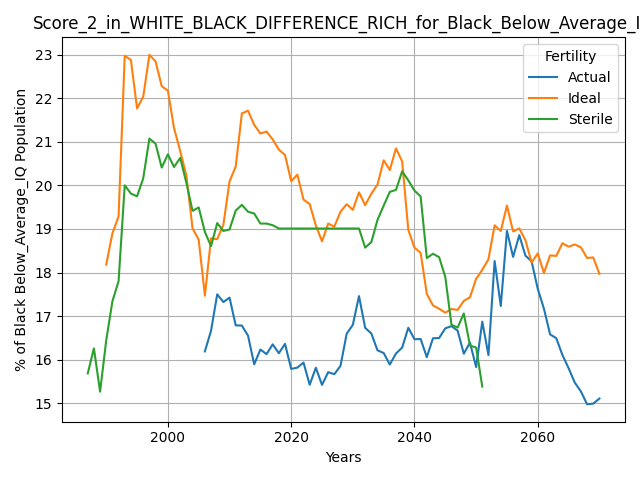 Score_2_in_WHITE_BLACK_DIFFERENCE_RICH_for_Black_Below_Average_I
Fertility
Actual
Ideal
Sterile
% of Black Below_Average_IQ Population
23
22
21
20
19
18
17
16
15
2000 2020 2040 2060
Years